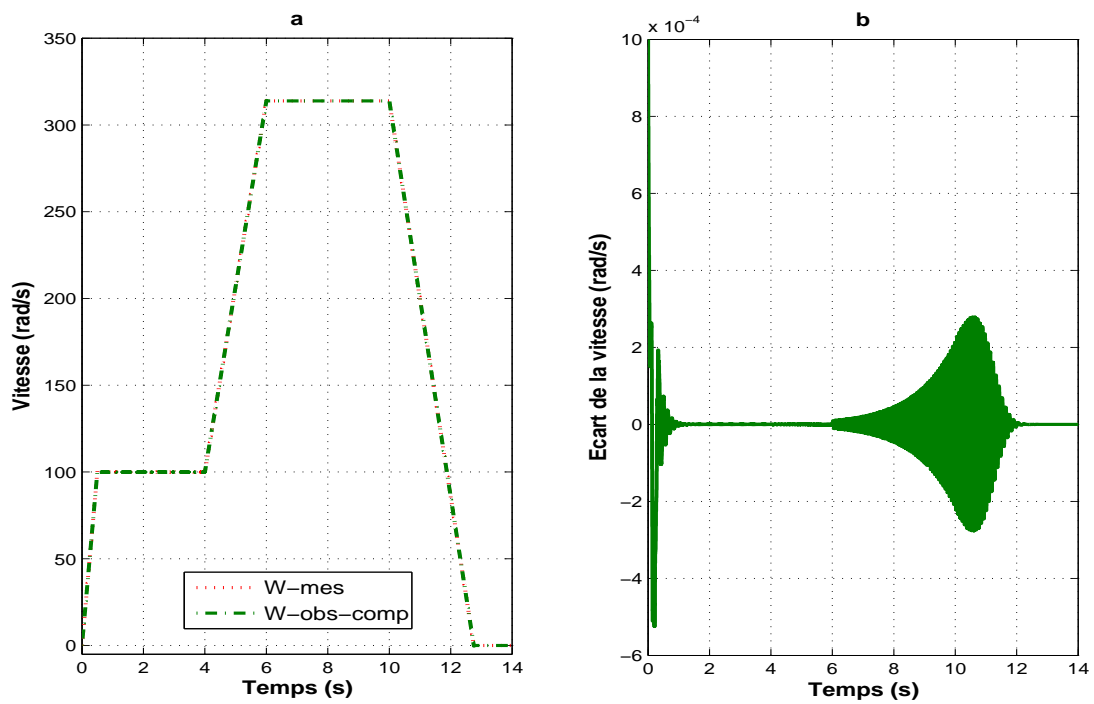 a
350
300
250
200
150
100
50
0
0 2 4 6 8 10 12 14
Vitesse (rad/s)
Temps (s)
W−mes
W−obs−comp
b
x 10⁻⁴
10
8
6
4
2
0
−2
−4
−6
0 2 4 6 8 10 12 14
Ecart de la vitesse (rad/s)
Temps (s)